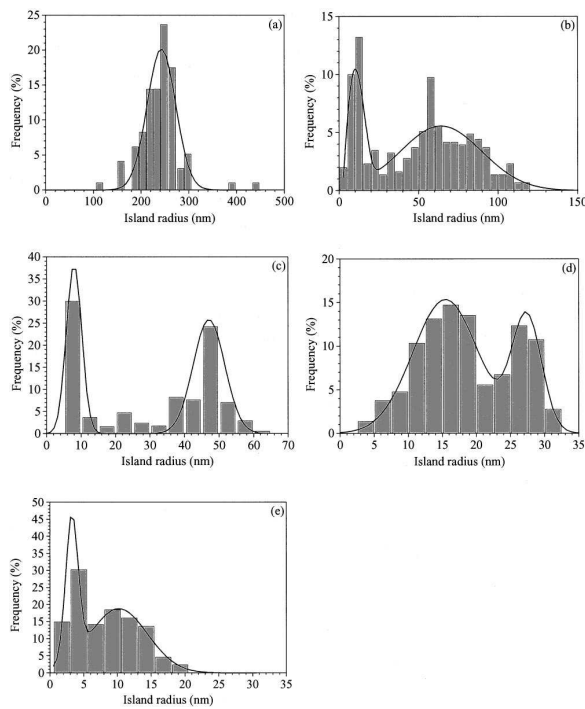 (a)
Frequency (%)
25
20
15
10
5
0
0 100 200 300 400 500
Island radius (nm)
(b)
Frequency (%)
15
10
5
0
0 50 100 150
Island radius (nm)
(c)
Frequency (%)
40
35
30
25
20
15
10
5
0
0 10 20 30 40 50 60 70
Island radius (nm)
(d)
Frequency (%)
20
15
10
5
0
0 5 10 15 20 25 30 35
Island radius (nm)
(e)
Frequency (%)
50
45
40
35
30
25
20
15
10
5
0
0 5 10 15 20 25 30 35
Island radius (nm)